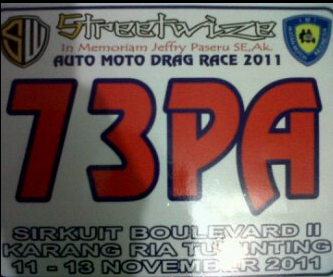 SW Streetwize
In Memoriam Jeffry Paseru SE,Ak.
AUTO MOTO DRAG RACE 2011
73PA
SIRKUIT BOULEVARD II
KARANG RIA TUMINTING
11 - 13 NOVEMBER 2011